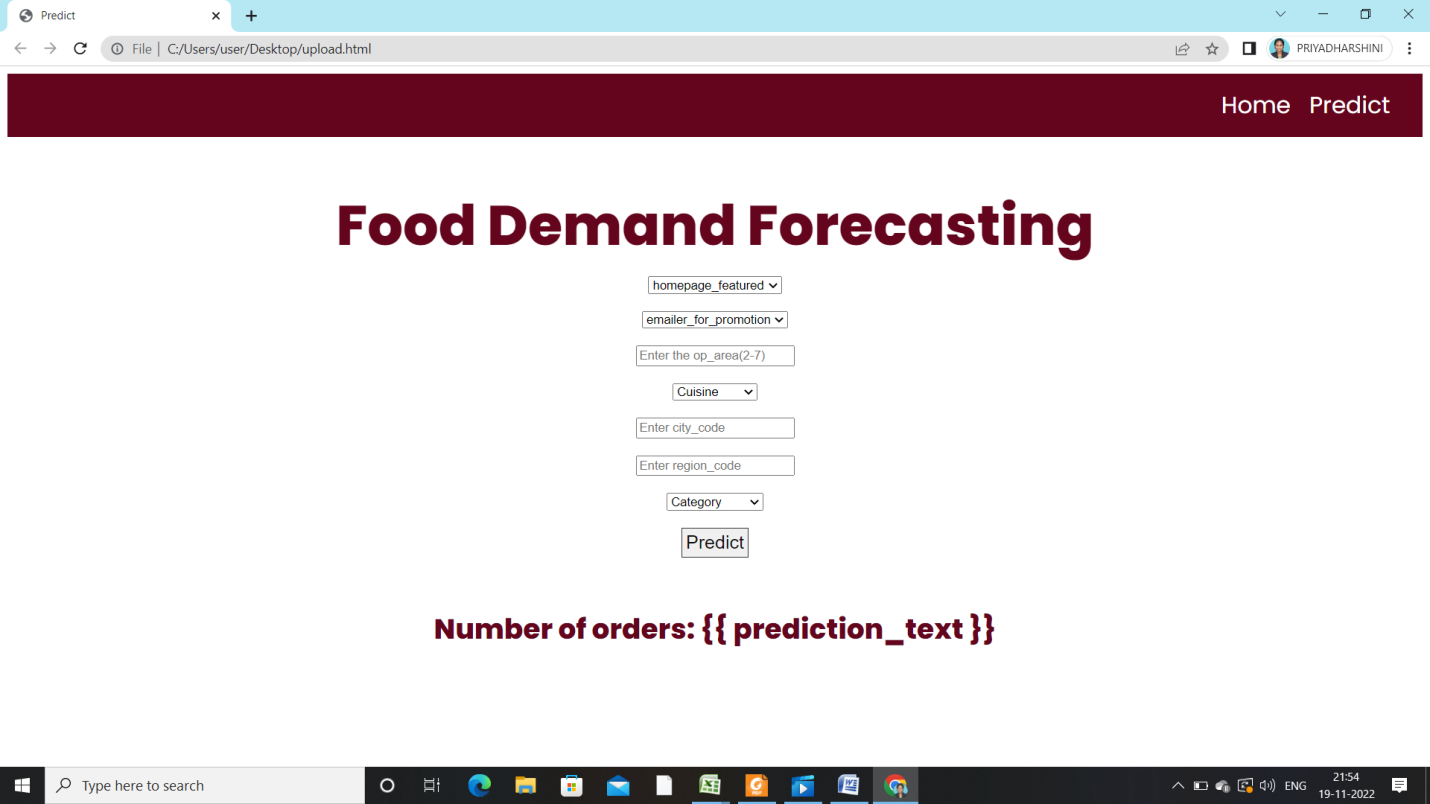 Predict
File | C:/Users/user/Desktop/upload.html
PRIYADHARSHINI
Home Predict
Food Demand Forecasting
homepage_featured
emailer_for_promotion
Enter the op_area(2-7)
Cuisine
Enter city_code
Enter region_code
Category
Predict
Number of orders: {{ prediction_text }}
Type here to search
ENG
21:54
19-11-2022